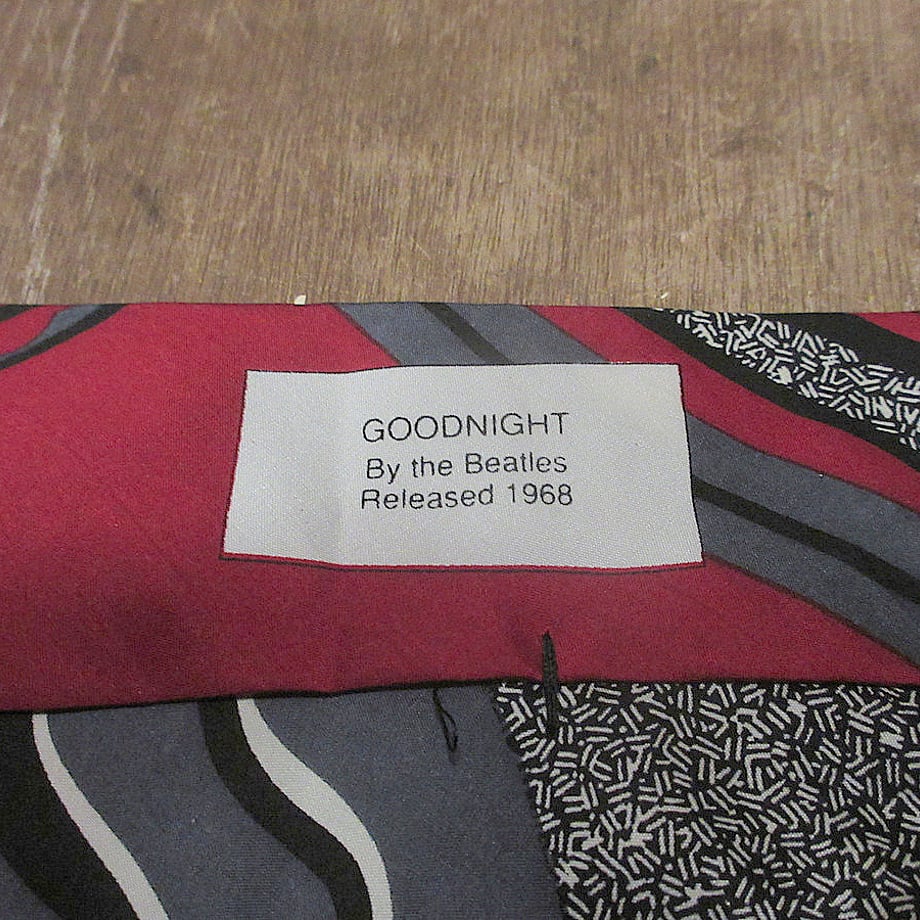 GOODNIGHT
By the Beatles
Released 1968